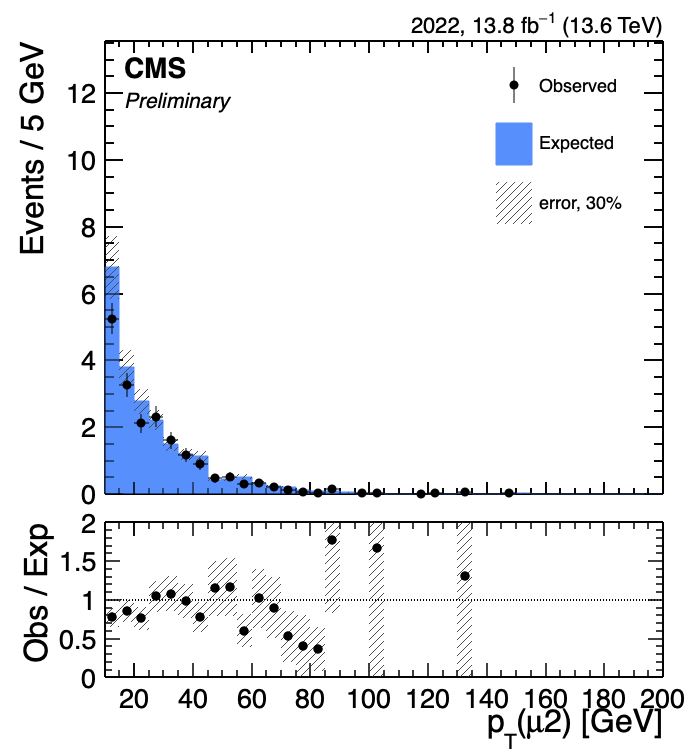 2022, 13.8 fb⁻¹ (13.6 TeV)
CMS
Preliminary
Observed
Expected
error, 30%
Events / 5 GeV
12
10
8
6
4
2
0
Obs / Exp
2
1.5
1
0.5
0
20 40 60 80 100 120 140 160 180 200
p_T(μ2) [GeV]